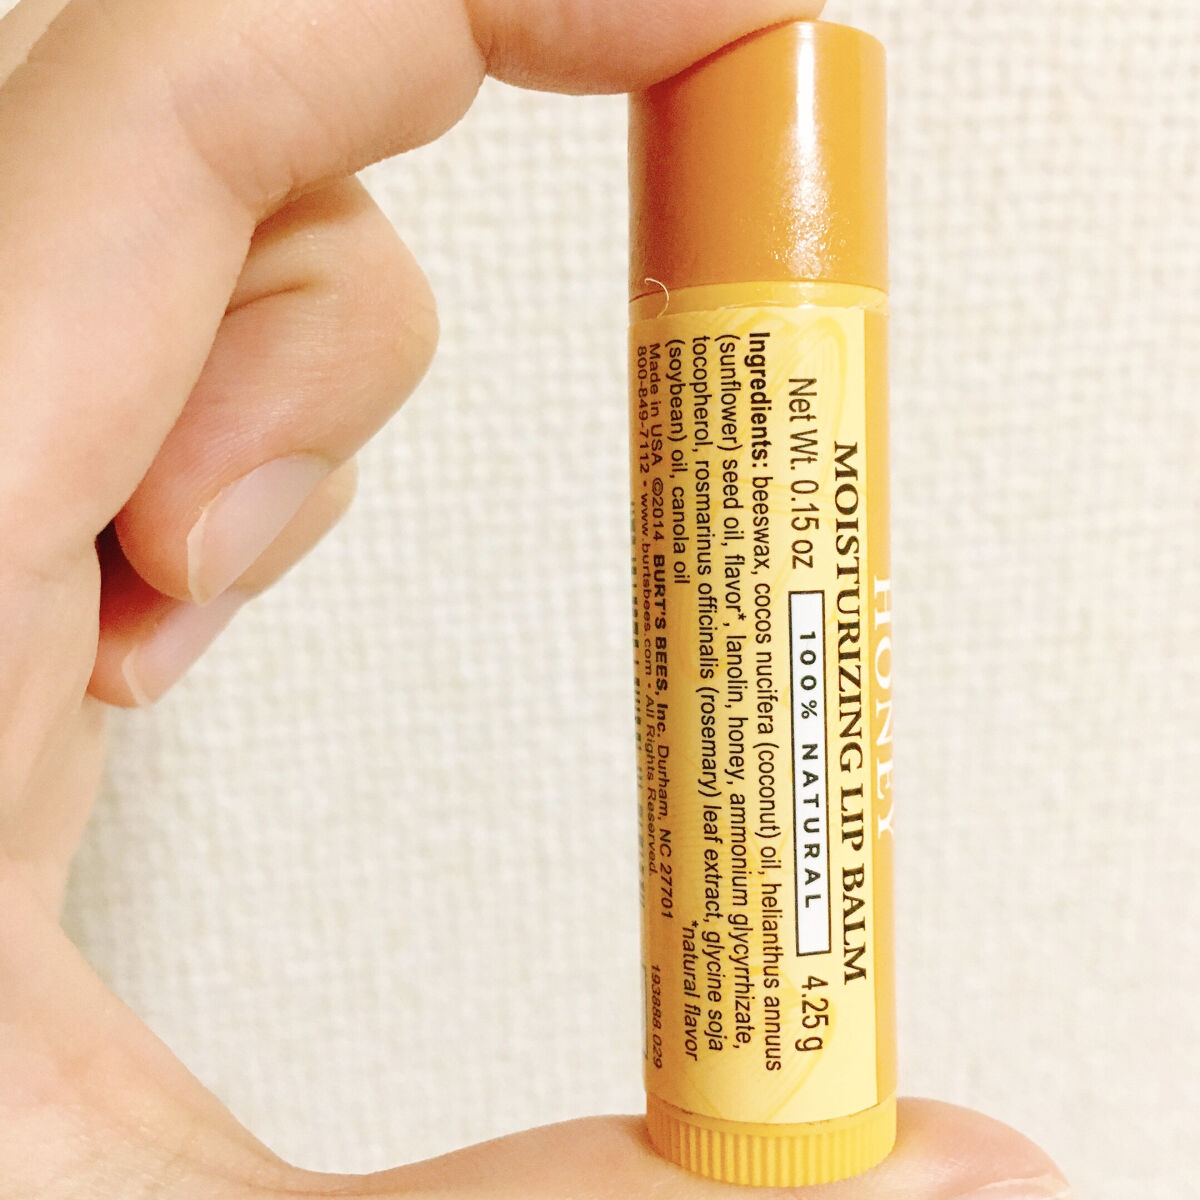 HONEY
MOISTURIZING LIP BALM
Net Wt. 0.15 oz 100% NATURAL 4.25 g
Ingredients: beeswax, cocos nucifera (coconut) oil, helianthus annuus
(sunflower) seed oil, flavor*, lanolin, honey, ammonium glycyrrhizate,
tocopherol, rosmarinus officinalis (rosemary) leaf extract, glycine soja
(soybean) oil, canola oil *natural flavor
Made in USA ©2014 BURT'S BEES, Inc. Durham, NC 27701
800-849-7112 • www.burtsbees.com • All Rights Reserved. 193888.029